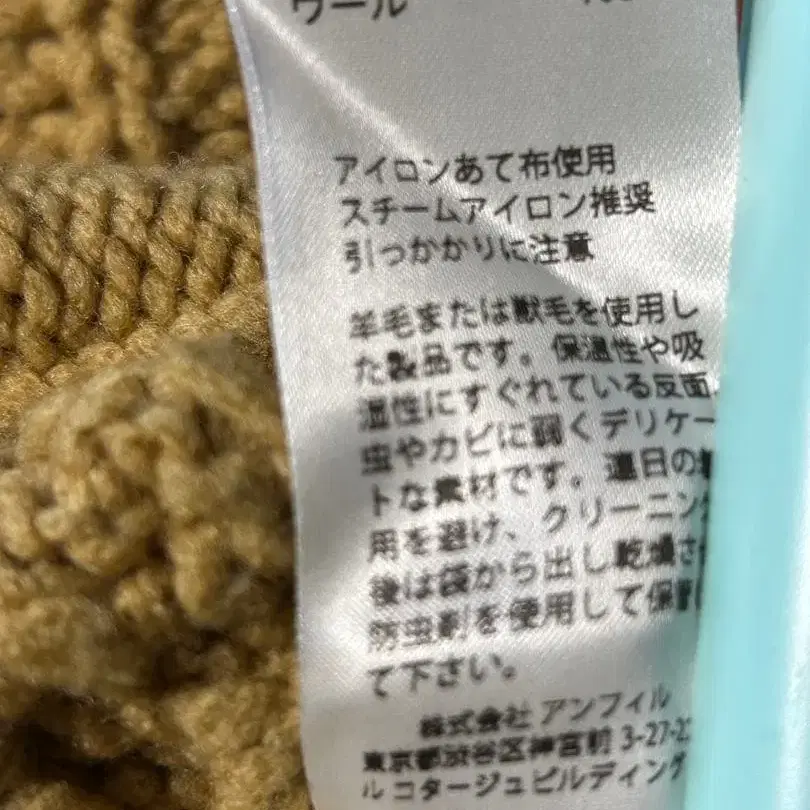 ウール
アイロンあて布使用
スチームアイロン推奨
引っかかりに注意
羊毛または獣毛を使用し
た製品です。保温性や吸
湿性にすぐれている反面、
虫やカビに弱くデリケー
トな素材です。連日の
用を避け、クリーニング
後は袋から出し乾燥さ
防虫剤を使用して保管
て下さい。
株式会社 アンフィル
東京都渋谷区神宮前 3-27-22
ル コタージュビルディング